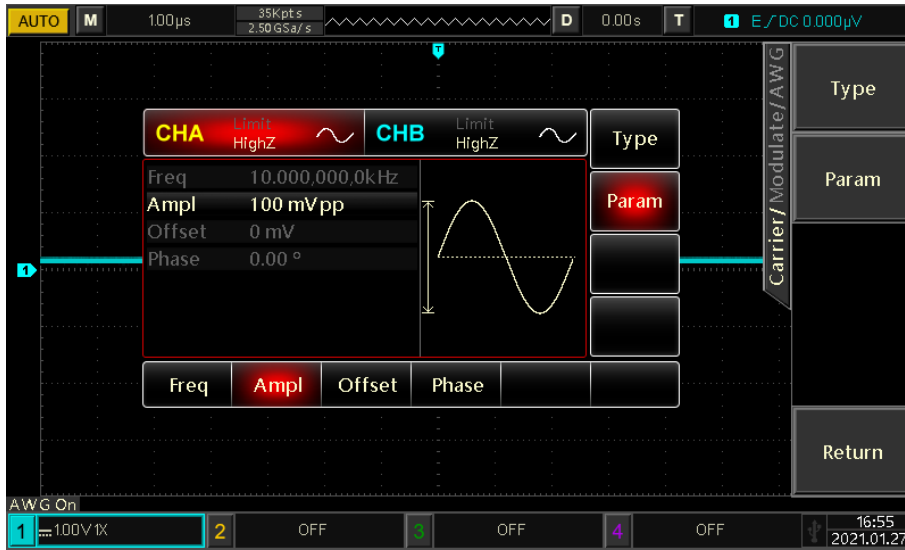 AUTO M 1.00μs 35Kpts 2.50GSa/s D 0.00s T 1 E DC 0.000μV
T
CHA Limit HighZ CHB Limit HighZ Type
Freq 10.000,000,0kHz
Ampl 100 mVpp Param
Offset 0 mV
Phase 0.00 °
1
Freq Ampl Offset Phase
Carrier/Modulate/AWG
Type
Param
Return
AWG On
1 1.00V 1X 2 OFF 3 OFF 4 OFF 16:55
2021.01.27